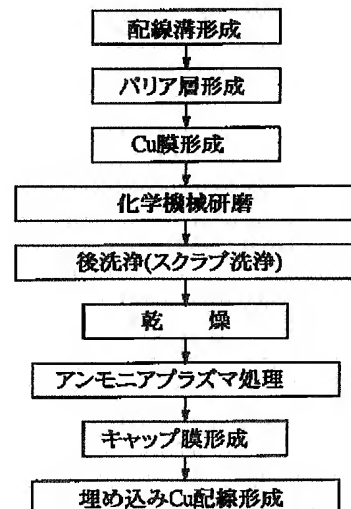 配線溝形成
バリア層形成
Cu膜形成
化学機械研磨
後洗浄(スクラブ洗浄)
乾　　燥
アンモニアプラズマ処理
キャップ膜形成
埋め込みCu配線形成